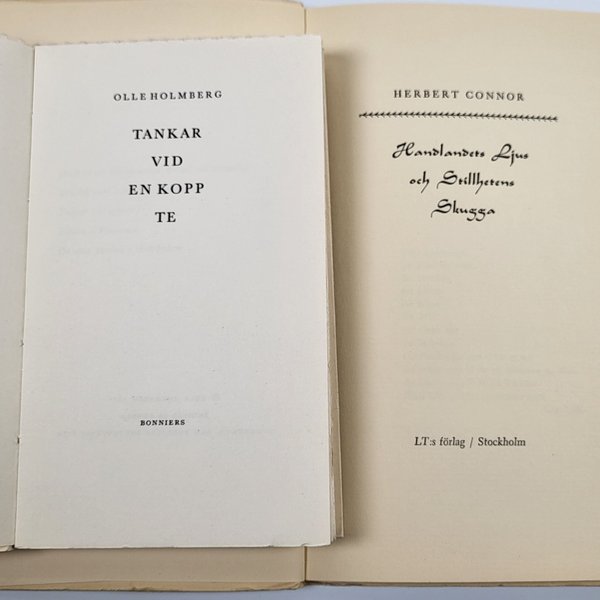 OLLE HOLMBERG
TANKAR
VID
EN KOPP
TE
BONNIERS
HERBERT CONNOR
Handlandets Ljus
och Stillhetens
Skugga
LT:s förlag / Stockholm